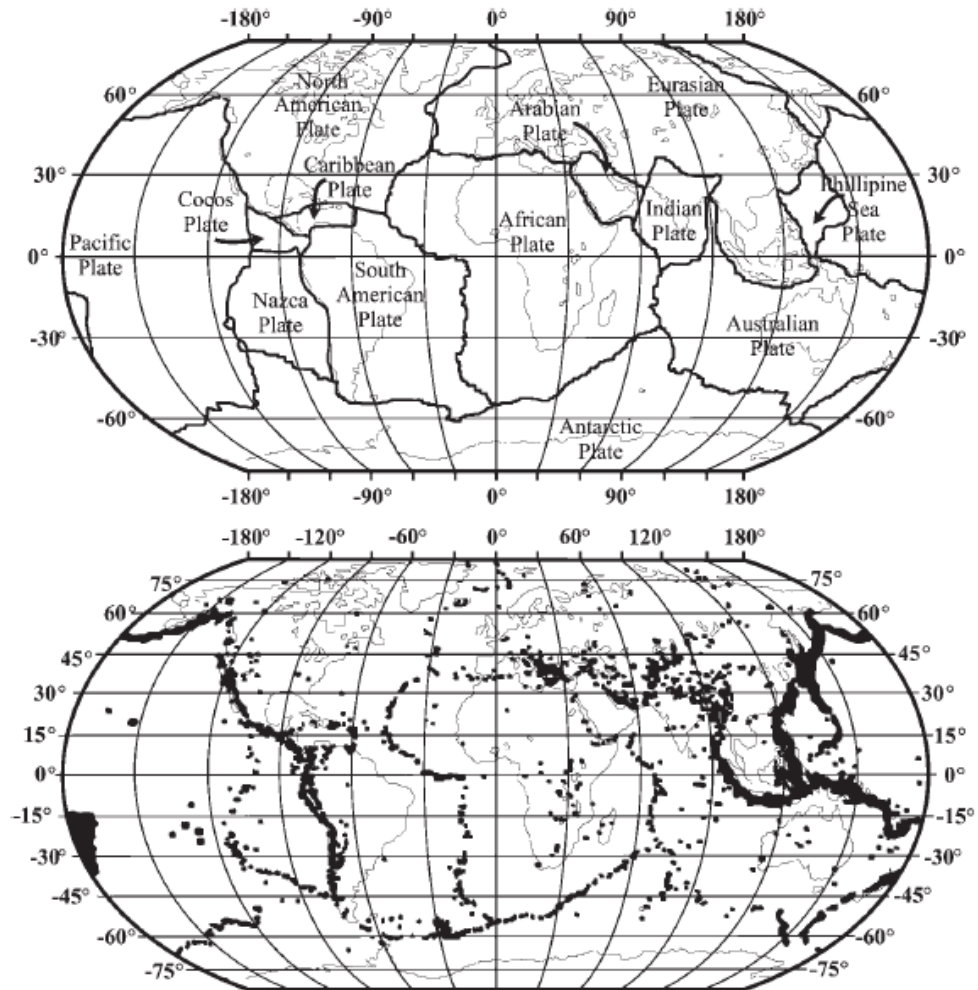 -180° -90° 0° 90° 180°
North
American
Plate
Eurasian
Plate
60° 60°
Arabian
Plate
Caribbean
Plate
30° 30°
Cocos
Plate
Phillipine
Sea
Plate
African
Plate
Indian
Plate
Pacific
Plate
0° 0°
South
American
Plate
Nazca
Plate
Australian
Plate
-30° -30°
-60° -60°
Antarctic
Plate
-180° -90° 0° 90° 180°
-180° -120° -60° 0° 60° 120° 180°
75° 75°
60° 60°
45° 45°
30° 30°
15° 15°
0° 0°
-15° -15°
-30° -30°
-45° -45°
-60° -60°
-75° -75°